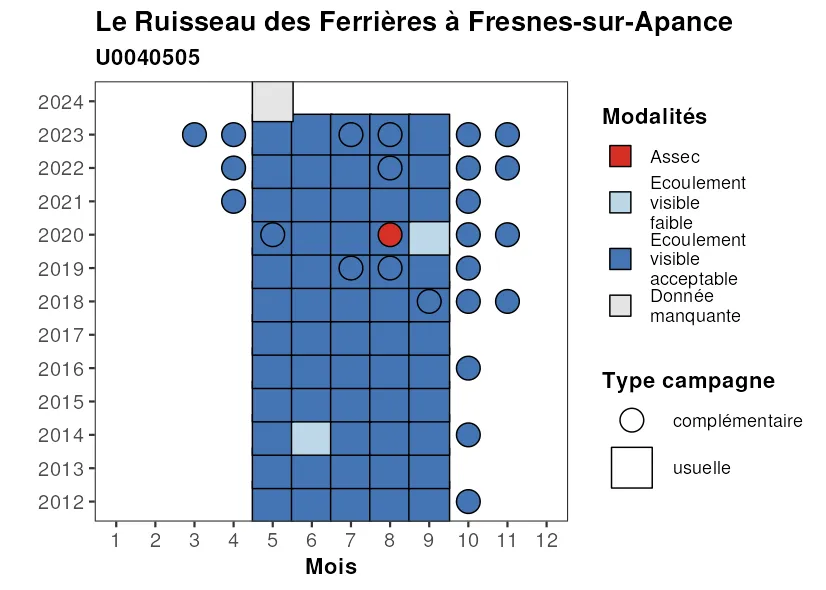 Le Ruisseau des Ferrières à Fresnes-sur-Apance
U0040505
2024
2023
2022
2021
2020
2019
2018
2017
2016
2015
2014
2013
2012
1 2 3 4 5 6 7 8 9 10 11 12
Mois
Modalités
Assec
Ecoulement
visible
faible
Ecoulement
visible
acceptable
Donnée
manquante
Type campagne
complémentaire
usuelle